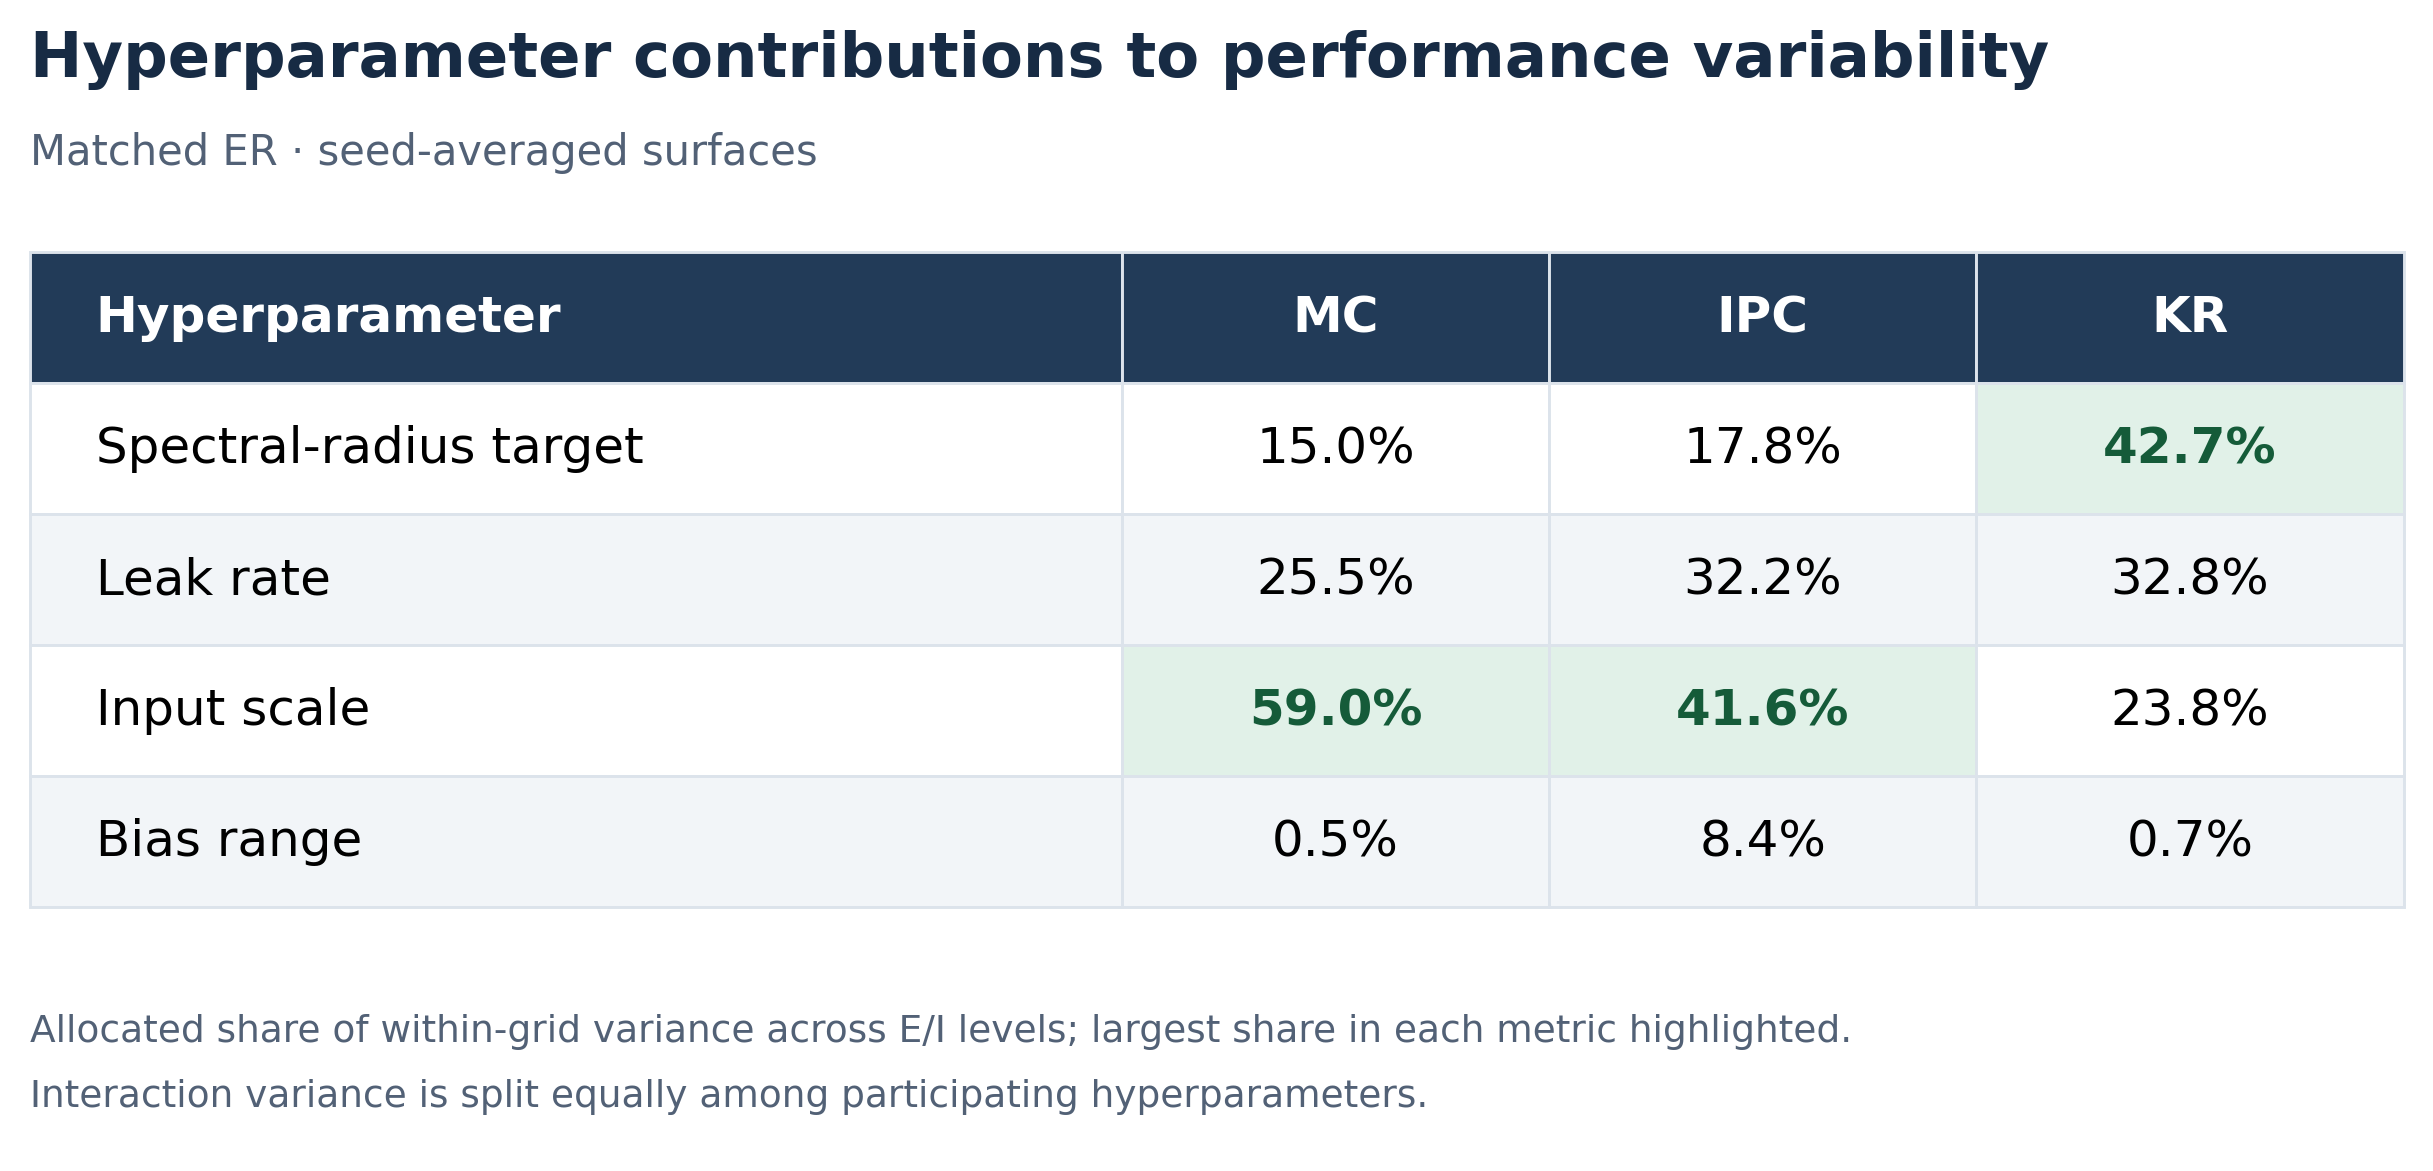 Hyperparameter contributions to performance variability
Matched ER · seed-averaged surfaces
Hyperparameter MC IPC KR
Spectral-radius target 15.0% 17.8% 42.7%
Leak rate 25.5% 32.2% 32.8%
Input scale 59.0% 41.6% 23.8%
Bias range 0.5% 8.4% 0.7%
Allocated share of within-grid variance across E/I levels; largest share in each metric highlighted.
Interaction variance is split equally among participating hyperparameters.